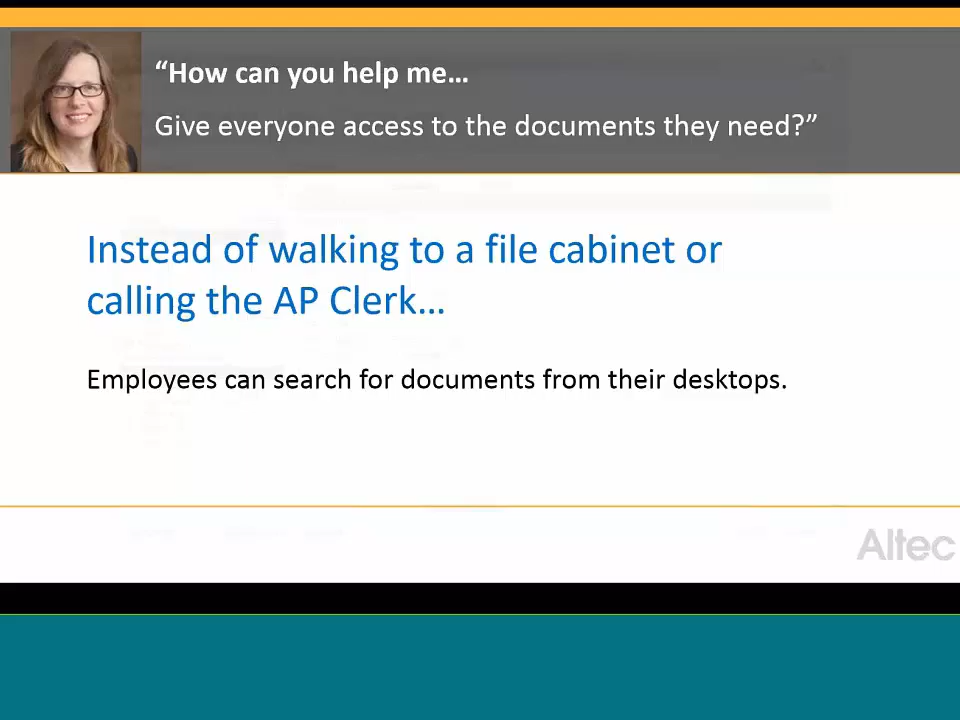 “How can you help me…
Give everyone access to the documents they need?”
Instead of walking to a file cabinet or
calling the AP Clerk…
Employees can search for documents from their desktops.
Altec